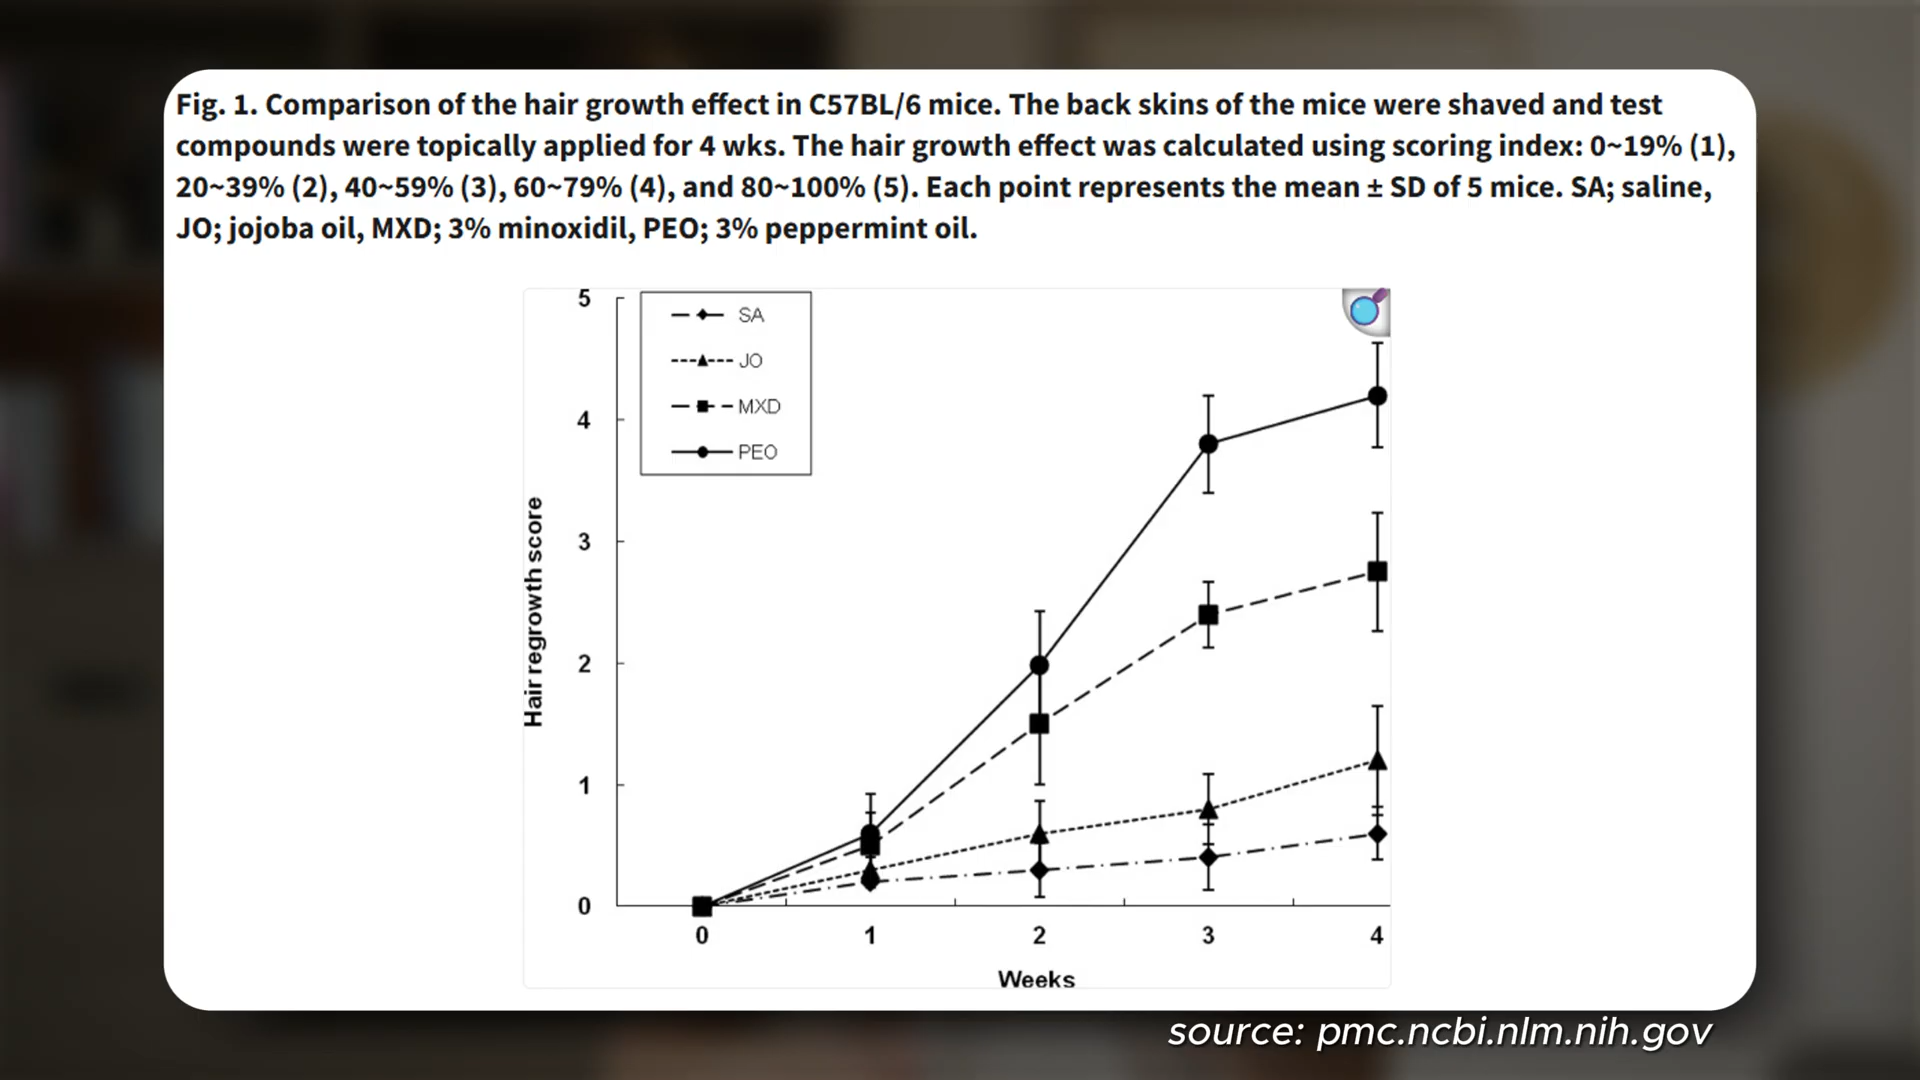 Fig. 1. Comparison of the hair growth effect in C57BL/6 mice. The back skins of the mice were shaved and test
compounds were topically applied for 4 wks. The hair growth effect was calculated using scoring index: 0~19% (1),
20~39% (2), 40~59% (3), 60~79% (4), and 80~100% (5). Each point represents the mean ± SD of 5 mice. SA; saline,
JO; jojoba oil, MXD; 3% minoxidil, PEO; 3% peppermint oil.
SA
JO
MXD
PEO
Hair regrowth score
5
4
3
2
1
0
0 1 2 3 4
Weeks
source: pmc.ncbi.nlm.nih.gov